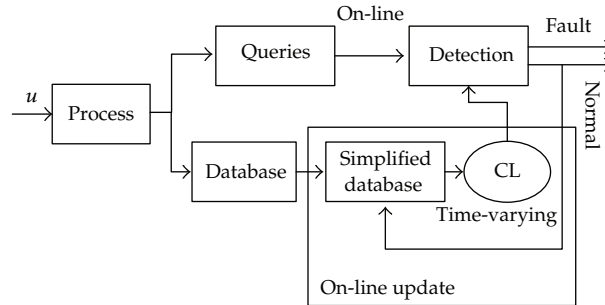 On-line
Fault
Queries
Detection
u
Process
Normal
Database
Simplified
database
CL
Time-varying
On-line update